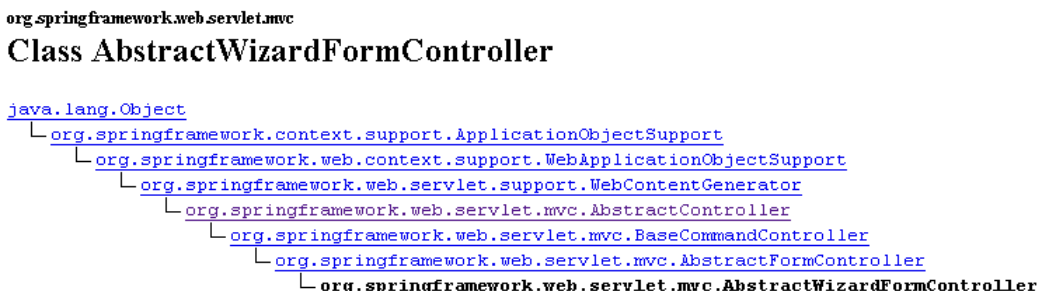 org.springframework.web.servlet.mvc
Class AbstractWizardFormController
java.lang.Object
org.springframework.context.support.ApplicationObjectSupport
org.springframework.web.context.support.WebApplicationObjectSupport
org.springframework.web.servlet.support.WebContentGenerator
org.springframework.web.servlet.mvc.AbstractController
org.springframework.web.servlet.mvc.BaseCommandController
org.springframework.web.servlet.mvc.AbstractFormController
org.springframework.web.servlet.mvc.AbstractWizardFormController